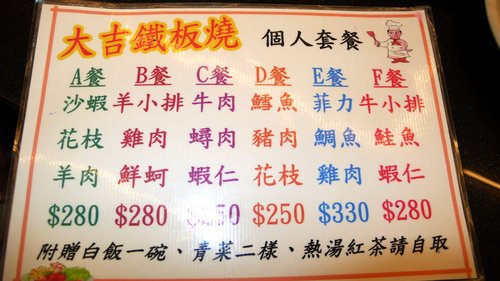 大吉鐵板燒 個人套餐
A餐 B餐 C餐 D餐 E餐 F餐
沙蝦 羊小排 牛肉 鱈魚 菲力 牛小排
花枝 雞肉 蟳肉 豬肉 鯛魚 鮭魚
羊肉 鮮蚵 蝦仁 花枝 雞肉 蝦仁
$280 $280 $250 $330 $280
附贈白飯一碗、青菜二樣、熱湯紅茶請自取